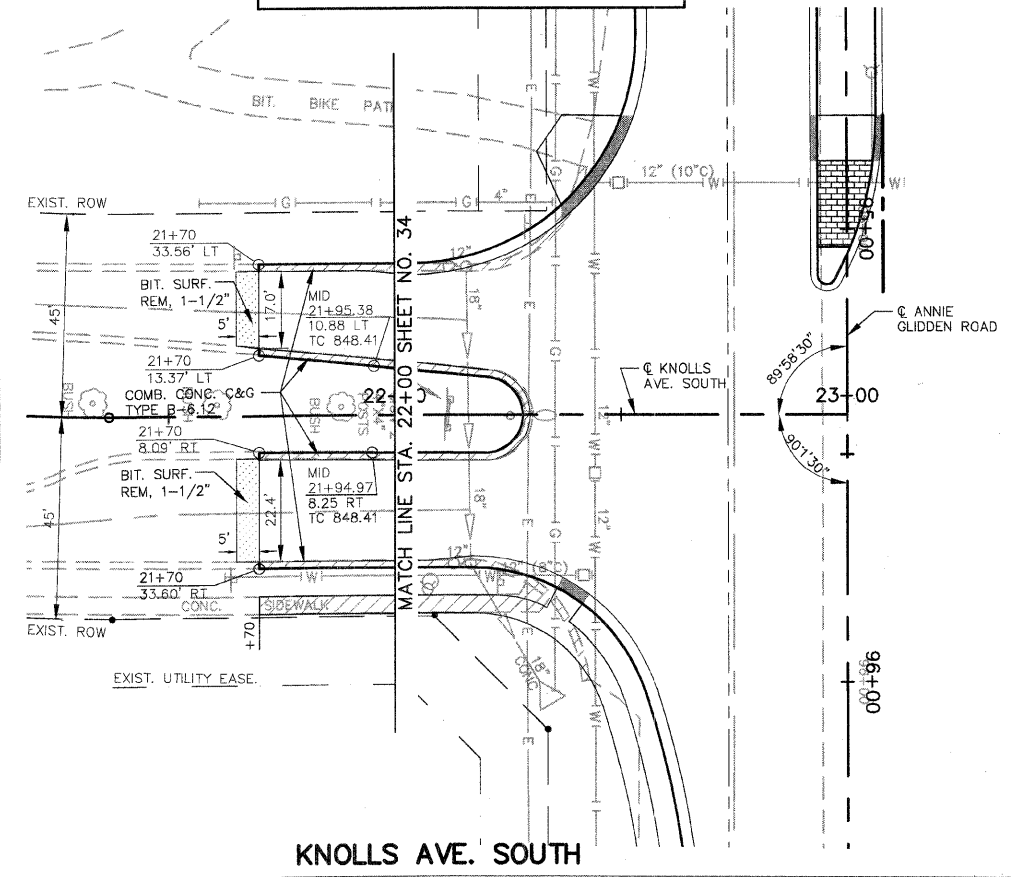 BIT. BIKE PATH
12" (10"C)
W
W
W
E
G
G
G
E
4"
EXIST. ROW
21+70
33.56' LT
12"
18"
BIT. SURF.
REM, 1-1/2"
17.0'
MID
21+95.38
10.88 LT
TC 848.41
45'
5'
21+70
13.37' LT
COMB. CONC. C&G
TYPE B-6.12
BUSH
MATCH LINE STA. 22+00 SHEET NO. 34
℄ KNOLLS
AVE. SOUTH
℄ ANNIE
GLIDDEN ROAD
89°58'30"
23+00
90°1'30"
95+00
21+70
8.09' RT
BIT. SURF.
REM, 1-1/2"
22.4'
MID
21+94.97
8.25 RT
TC 848.41
45'
5'
18"
12"
12"
W
E
G
21+70
33.60' RT
W
12"
W
12" (8"C)
CONC. SIDEWALK
EXIST. ROW
+70
EXIST. UTILITY EASE.
18"
CONC
W
E
96+00
96+00
KNOLLS AVE. SOUTH